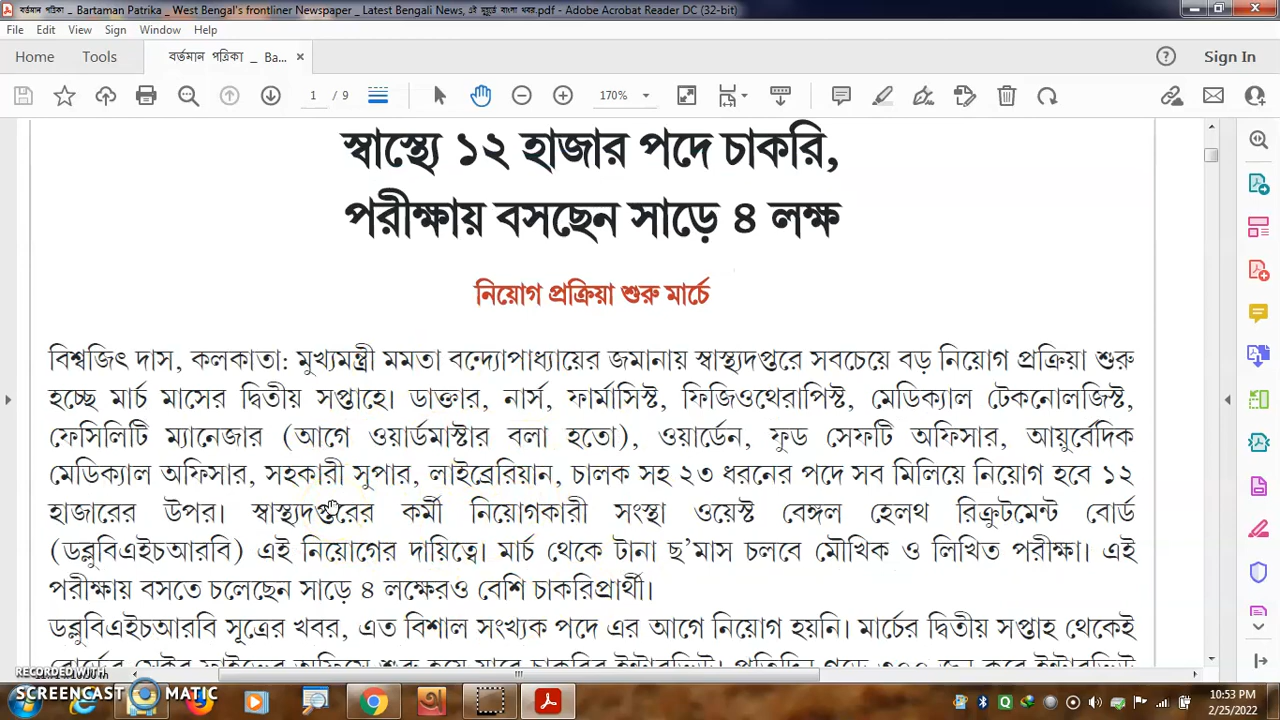 বর্তমান পত্রিকা _ Bartaman Patrika _ West Bengal's frontliner Newspaper _ Latest Bengali News, এই মুহূর্তে বাংলা খবর.pdf - Adobe Acrobat Reader DC (32-bit)
File Edit View Sign Window Help
Home Tools বর্তমান পত্রিকা _ Ba... Sign In
1 / 9 170%
স্বাস্থ্যে ১২ হাজার পদে চাকরি,
পরীক্ষায় বসছেন সাড়ে ৪ লক্ষ
নিয়োগ প্রক্রিয়া শুরু মার্চে
বিশ্বজিৎ দাস, কলকাতা: মুখ্যমন্ত্রী মমতা বন্দ্যোপাধ্যায়ের জমানায় স্বাস্থ্যদপ্তরে সবচেয়ে বড় নিয়োগ প্রক্রিয়া শুরু
হচ্ছে মার্চ মাসের দ্বিতীয় সপ্তাহে। ডাক্তার, নার্স, ফার্মাসিস্ট, ফিজিওথেরাপিস্ট, মেডিক্যাল টেকনোলজিস্ট,
ফেসিলিটি ম্যানেজার (আগে ওয়ার্ডমাস্টার বলা হতো), ওয়ার্ডেন, ফুড সেফটি অফিসার, আয়ুর্বেদিক
মেডিক্যাল অফিসার, সহকারী সুপার, লাইব্রেরিয়ান, চালক সহ ২৩ ধরনের পদে সব মিলিয়ে নিয়োগ হবে ১২
হাজারের উপর। স্বাস্থ্যদপ্তরের কর্মী নিয়োগকারী সংস্থা ওয়েস্ট বেঙ্গল হেলথ রিক্রুটমেন্ট বোর্ড
(ডব্লুবিএইচআরবি) এই নিয়োগের দায়িত্বে। মার্চ থেকে টানা ছ'মাস চলবে মৌখিক ও লিখিত পরীক্ষা। এই
পরীক্ষায় বসতে চলেছেন সাড়ে ৪ লক্ষেরও বেশি চাকরিপ্রার্থী।
ডব্লুবিএইচআরবি সূত্রের খবর, এত বিশাল সংখ্যক পদে এর আগে নিয়োগ হয়নি। মার্চের দ্বিতীয় সপ্তাহ থেকেই
RECORDED WITH
SCREENCAST MATIC
10:53 PM
2/25/2022